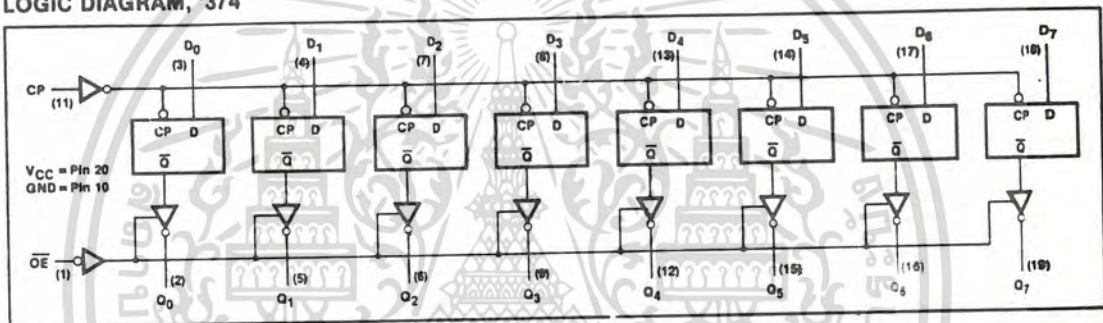 LOGIC DIAGRAM, '374
D0 D1 D2 D3 D4 D5 D6 D7
(3) (4) (7) (8) (13) (14) (17) (18)
CP
(11)
CP D CP D CP D CP D CP D CP D CP D CP D
Q̅ Q̅ Q̅ Q̅ Q̅ Q̅ Q̅ Q̅
VCC = Pin 20
GND = Pin 10
O̅E̅
(1)
(2) (5) (6) (9) (12) (15) (16) (19)
Q0 Q1 Q2 Q3 Q4 Q5 Q6 Q7